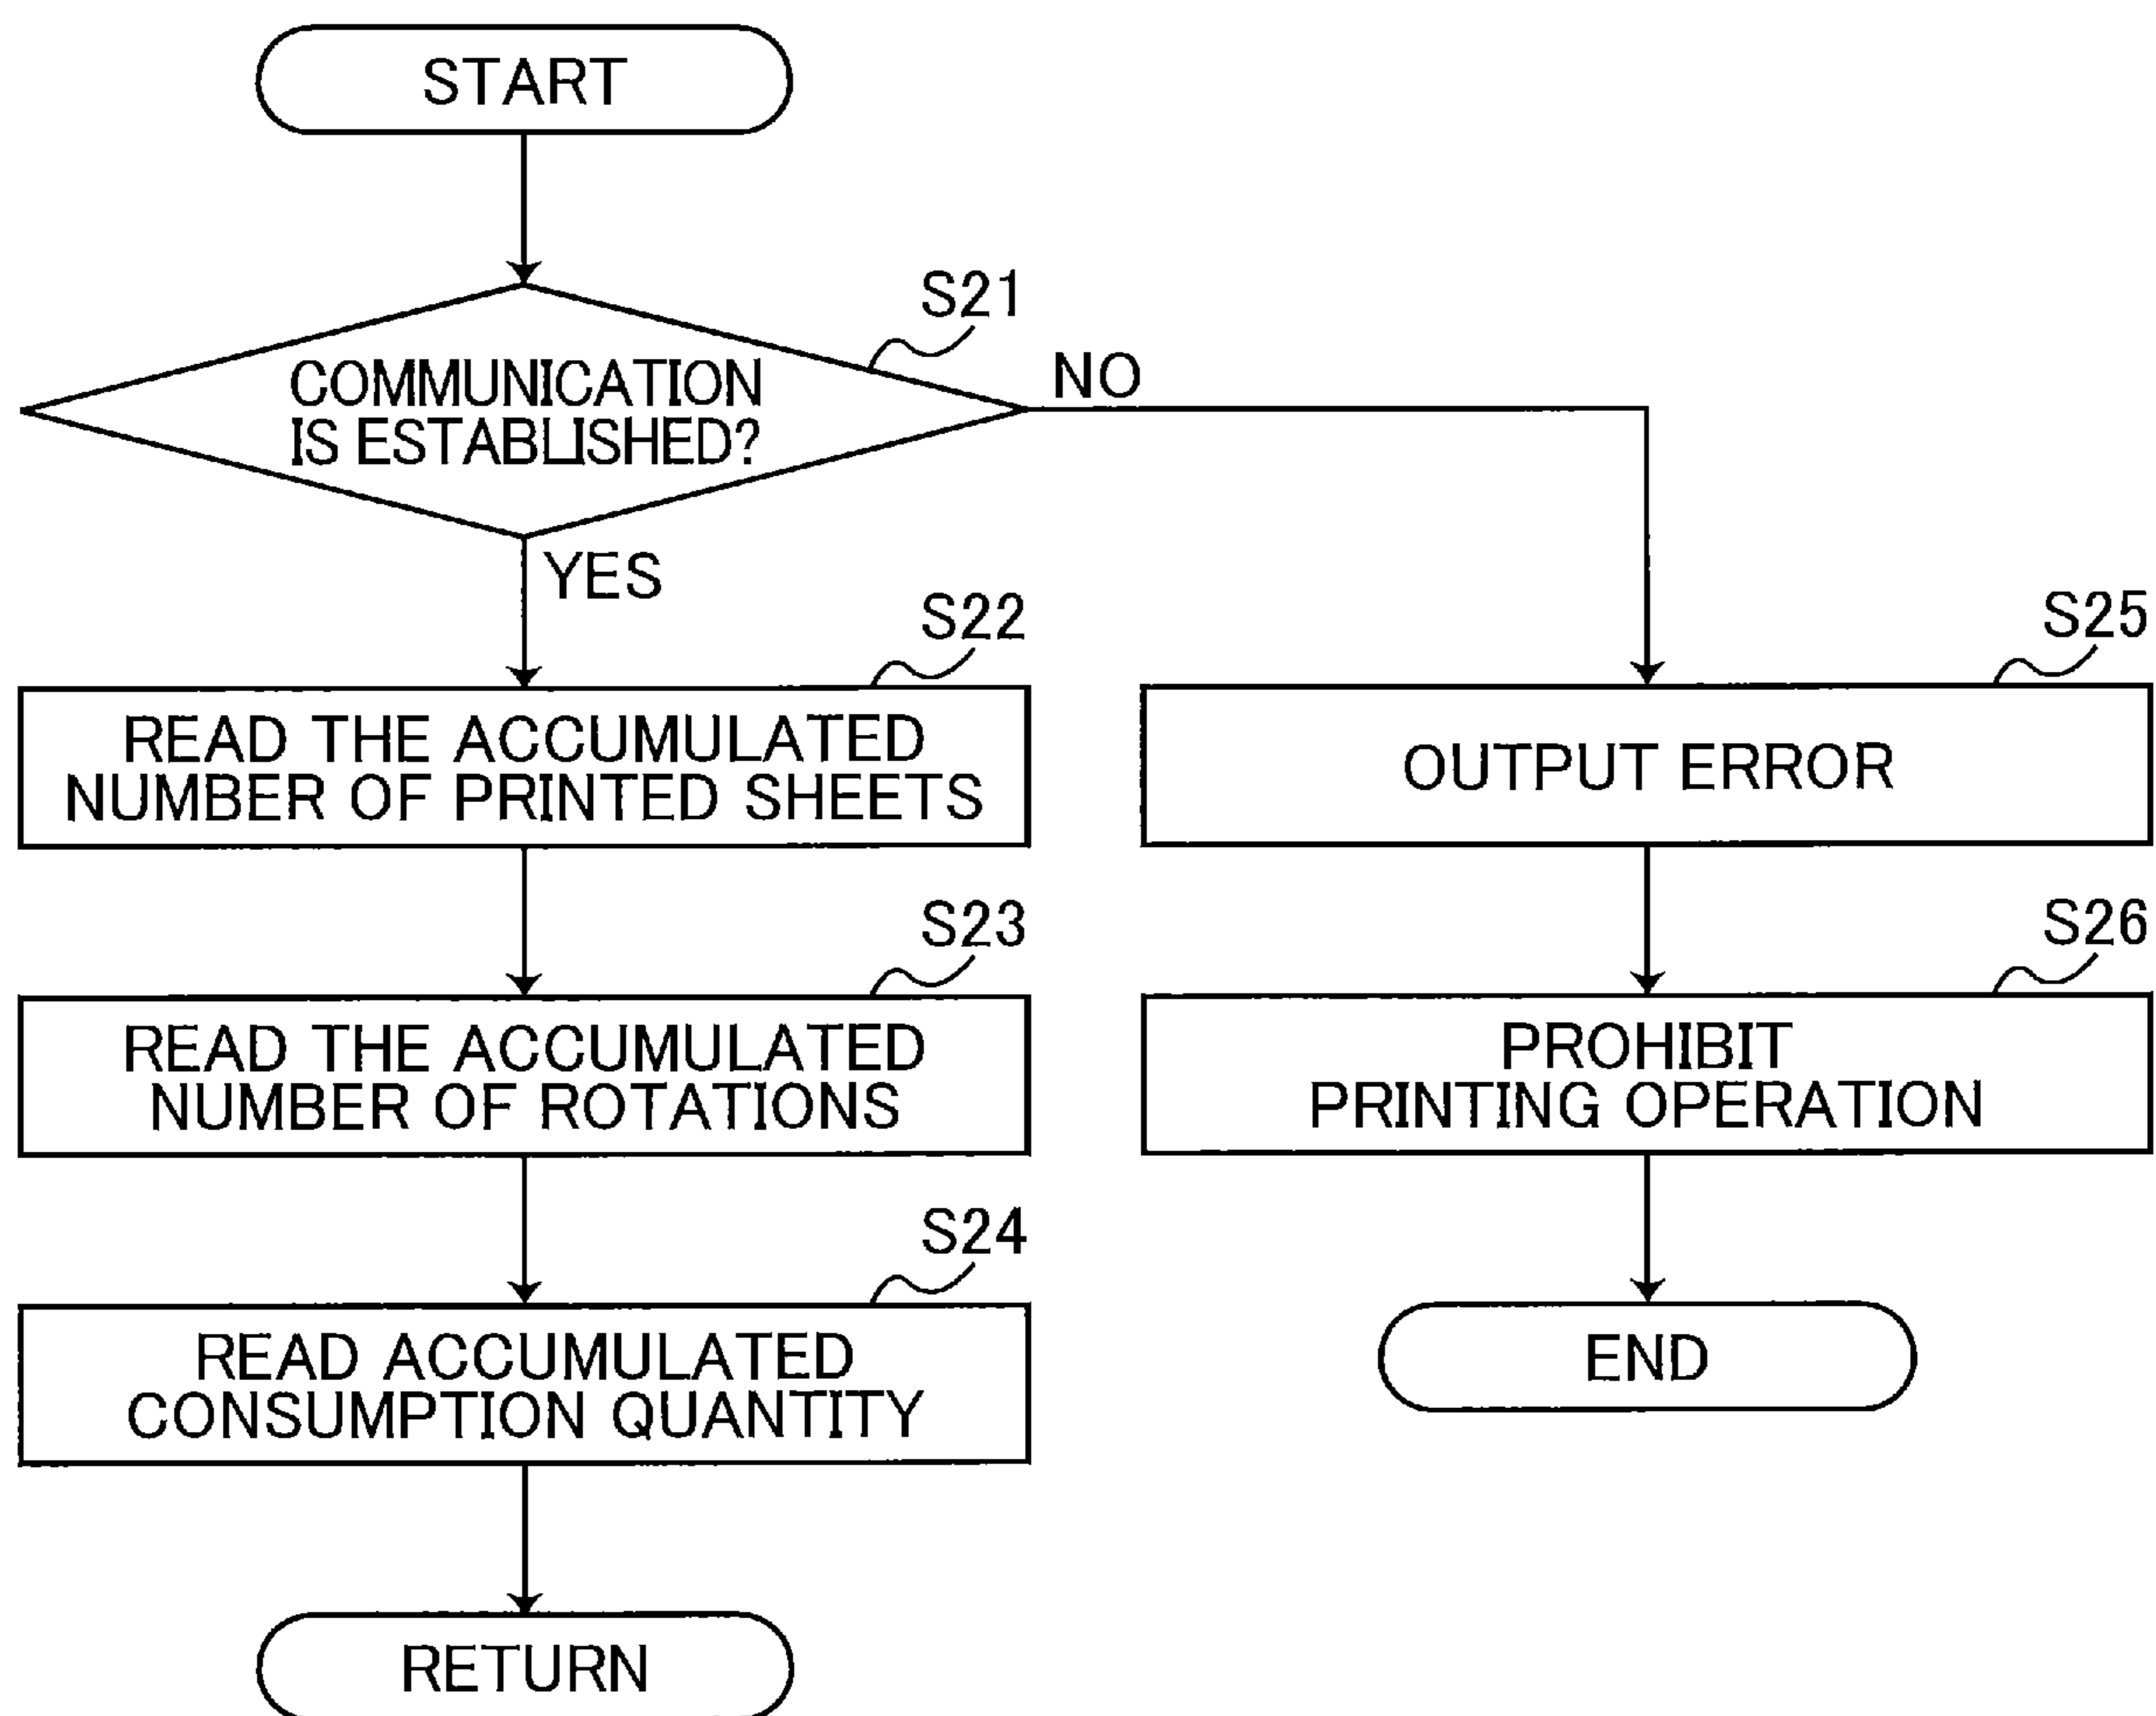 START
S21
COMMUNICATION
IS ESTABLISHED?
NO
YES
S22
READ THE ACCUMULATED
NUMBER OF PRINTED SHEETS
S23
READ THE ACCUMULATED
NUMBER OF ROTATIONS
S24
READ ACCUMULATED
CONSUMPTION QUANTITY
RETURN
S25
OUTPUT ERROR
S26
PROHIBIT
PRINTING OPERATION
END